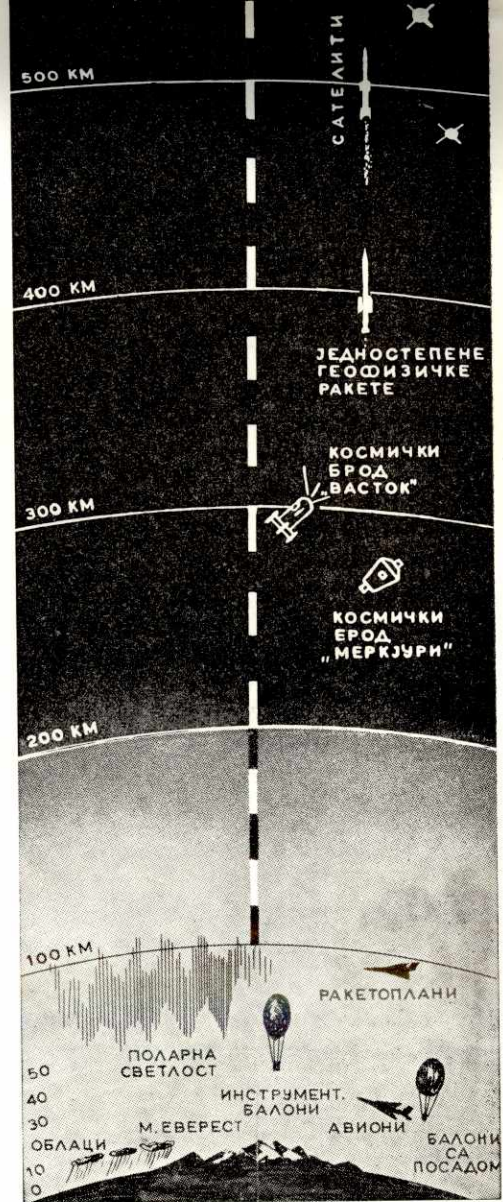 САТЕЛИТИ
500 КМ
400 КМ
ЈЕДНОСТЕПЕНЕ
ГЕОФИЗИЧКЕ
РАКЕТЕ
КОСМИЧКИ
БРОД
„ВАСТОК"
300 КМ
КОСМИЧКИ
ЕРОД
„МЕРКЈУРИ"
200 КМ
100 КМ
РАКЕТОПЛАНИ
ПОЛАРНА
СВЕТЛОСТ
50
40
30
ИНСТРУМЕНТ.
БАЛОНИ
АВИОНИ
БАЛОНИ
СА
ПОСАДОМ
ОБЛАЦИ
М. ЕВЕРЕСТ
10
0